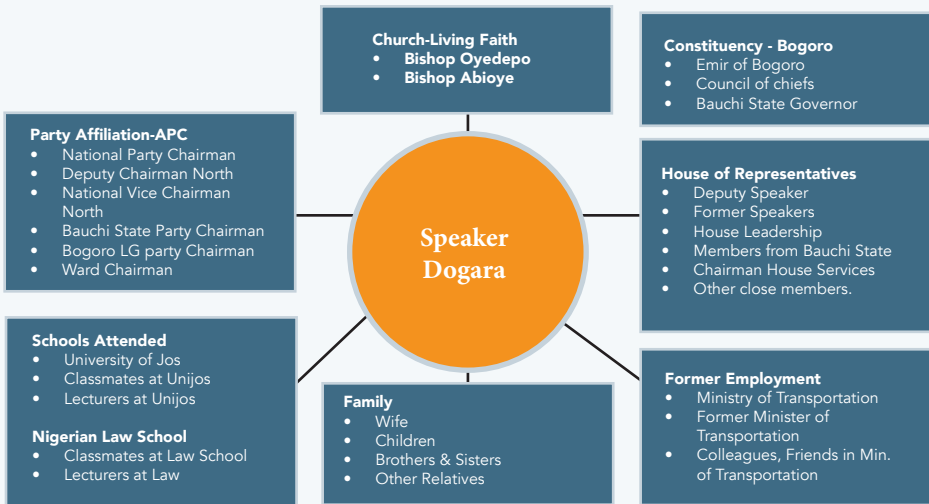 Church-Living Faith
• Bishop Oyedepo
• Bishop Abioye
Constituency - Bogoro
• Emir of Bogoro
• Council of chiefs
• Bauchi State Governor
Party Affiliation-APC
• National Party Chairman
• Deputy Chairman North
• National Vice Chairman
North
• Bauchi State Party Chairman
• Bogoro LG party Chairman
• Ward Chairman
Speaker
Dogara
House of Representatives
• Deputy Speaker
• Former Speakers
• House Leadership
• Members from Bauchi State
• Chairman House Services
• Other close members.
Schools Attended
• University of Jos
• Classmates at Unijos
• Lecturers at Unijos
Nigerian Law School
• Classmates at Law School
• Lecturers at Law
Family
• Wife
• Children
• Brothers & Sisters
• Other Relatives
Former Employment
• Ministry of Transportation
• Former Minister of
Transportation
• Colleagues, Friends in Min.
of Transportation